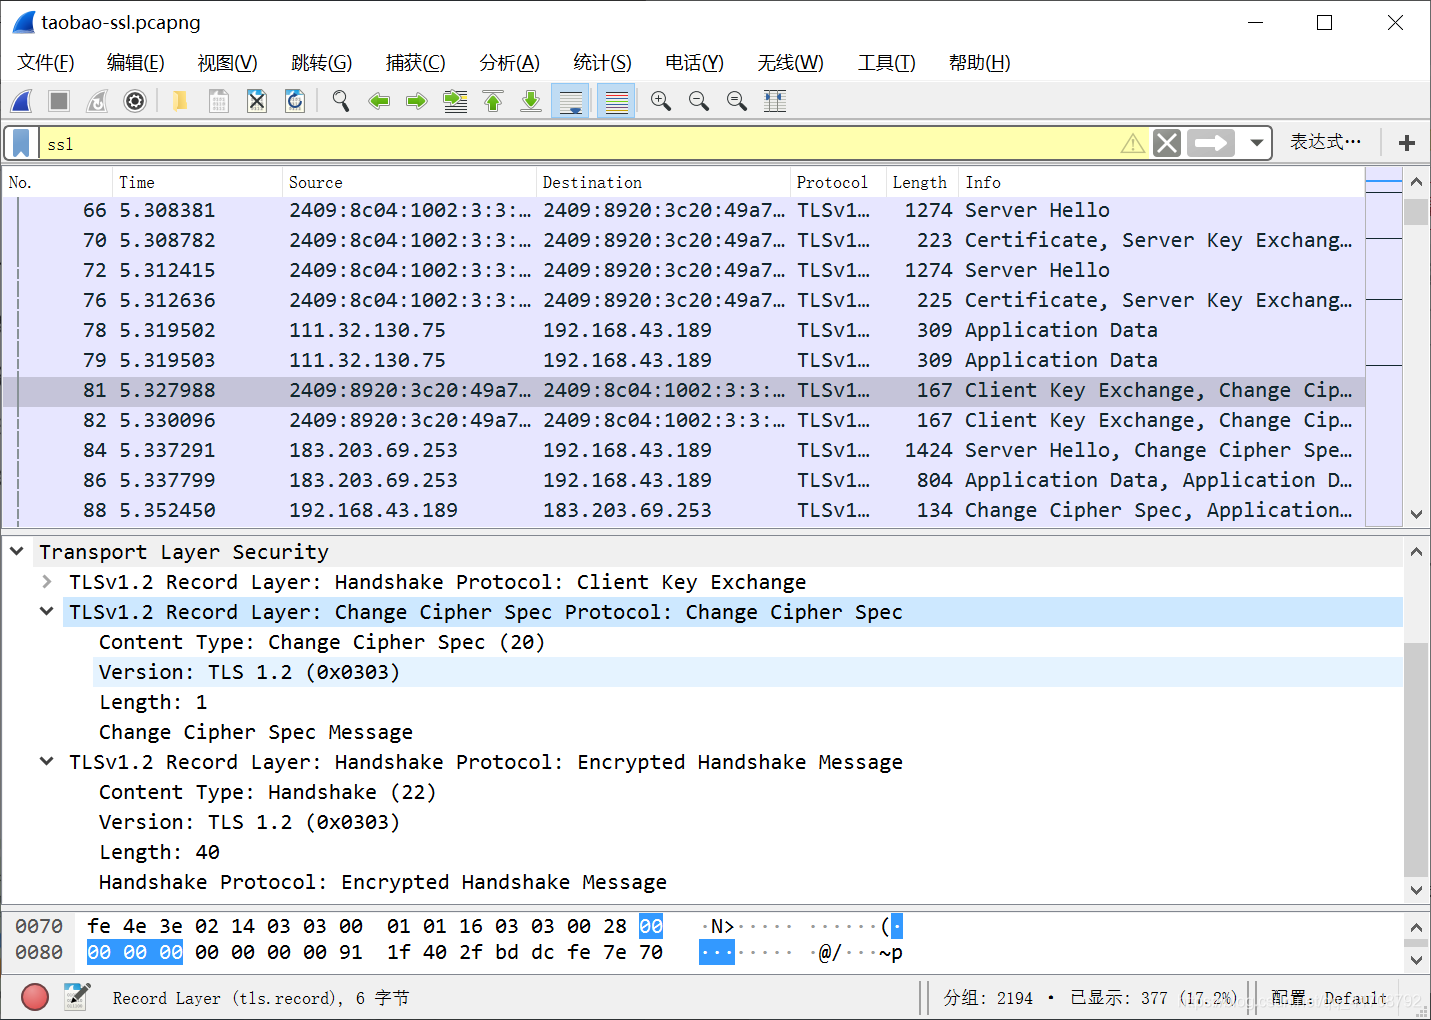 taobao-ssl.pcapng
文件(F) 编辑(E) 视图(V) 跳转(G) 捕获(C) 分析(A) 统计(S) 电话(Y) 无线(W) 工具(T) 帮助(H)
ssl 表达式… +
No. Time Source Destination Protocol Length Info
66 5.308381 2409:8c04:1002:3:3:… 2409:8920:3c20:49a7… TLSv1… 1274 Server Hello
70 5.308782 2409:8c04:1002:3:3:… 2409:8920:3c20:49a7… TLSv1… 223 Certificate, Server Key Exchang…
72 5.312415 2409:8c04:1002:3:3:… 2409:8920:3c20:49a7… TLSv1… 1274 Server Hello
76 5.312636 2409:8c04:1002:3:3:… 2409:8920:3c20:49a7… TLSv1… 225 Certificate, Server Key Exchang…
78 5.319502 111.32.130.75 192.168.43.189 TLSv1… 309 Application Data
79 5.319503 111.32.130.75 192.168.43.189 TLSv1… 309 Application Data
81 5.327988 2409:8920:3c20:49a7… 2409:8c04:1002:3:3:… TLSv1… 167 Client Key Exchange, Change Cip…
82 5.330096 2409:8920:3c20:49a7… 2409:8c04:1002:3:3:… TLSv1… 167 Client Key Exchange, Change Cip…
84 5.337291 183.203.69.253 192.168.43.189 TLSv1… 1424 Server Hello, Change Cipher Spe…
86 5.337799 183.203.69.253 192.168.43.189 TLSv1… 804 Application Data, Application D…
88 5.352450 192.168.43.189 183.203.69.253 TLSv1… 134 Change Cipher Spec, Application…
Transport Layer Security
TLSv1.2 Record Layer: Handshake Protocol: Client Key Exchange
TLSv1.2 Record Layer: Change Cipher Spec Protocol: Change Cipher Spec
Content Type: Change Cipher Spec (20)
Version: TLS 1.2 (0x0303)
Length: 1
Change Cipher Spec Message
TLSv1.2 Record Layer: Handshake Protocol: Encrypted Handshake Message
Content Type: Handshake (22)
Version: TLS 1.2 (0x0303)
Length: 40
Handshake Protocol: Encrypted Handshake Message
0070 fe 4e 3e 02 14 03 03 00 01 01 16 03 03 00 28 00 ·N>····· ······(·
0080 00 00 00 00 00 00 00 91 1f 40 2f bd dc fe 7e 70 ········ ·@/···~p
Record Layer (tls.record), 6 字节 分组: 2194 · 已显示: 377 (17.2%) 配置: Default